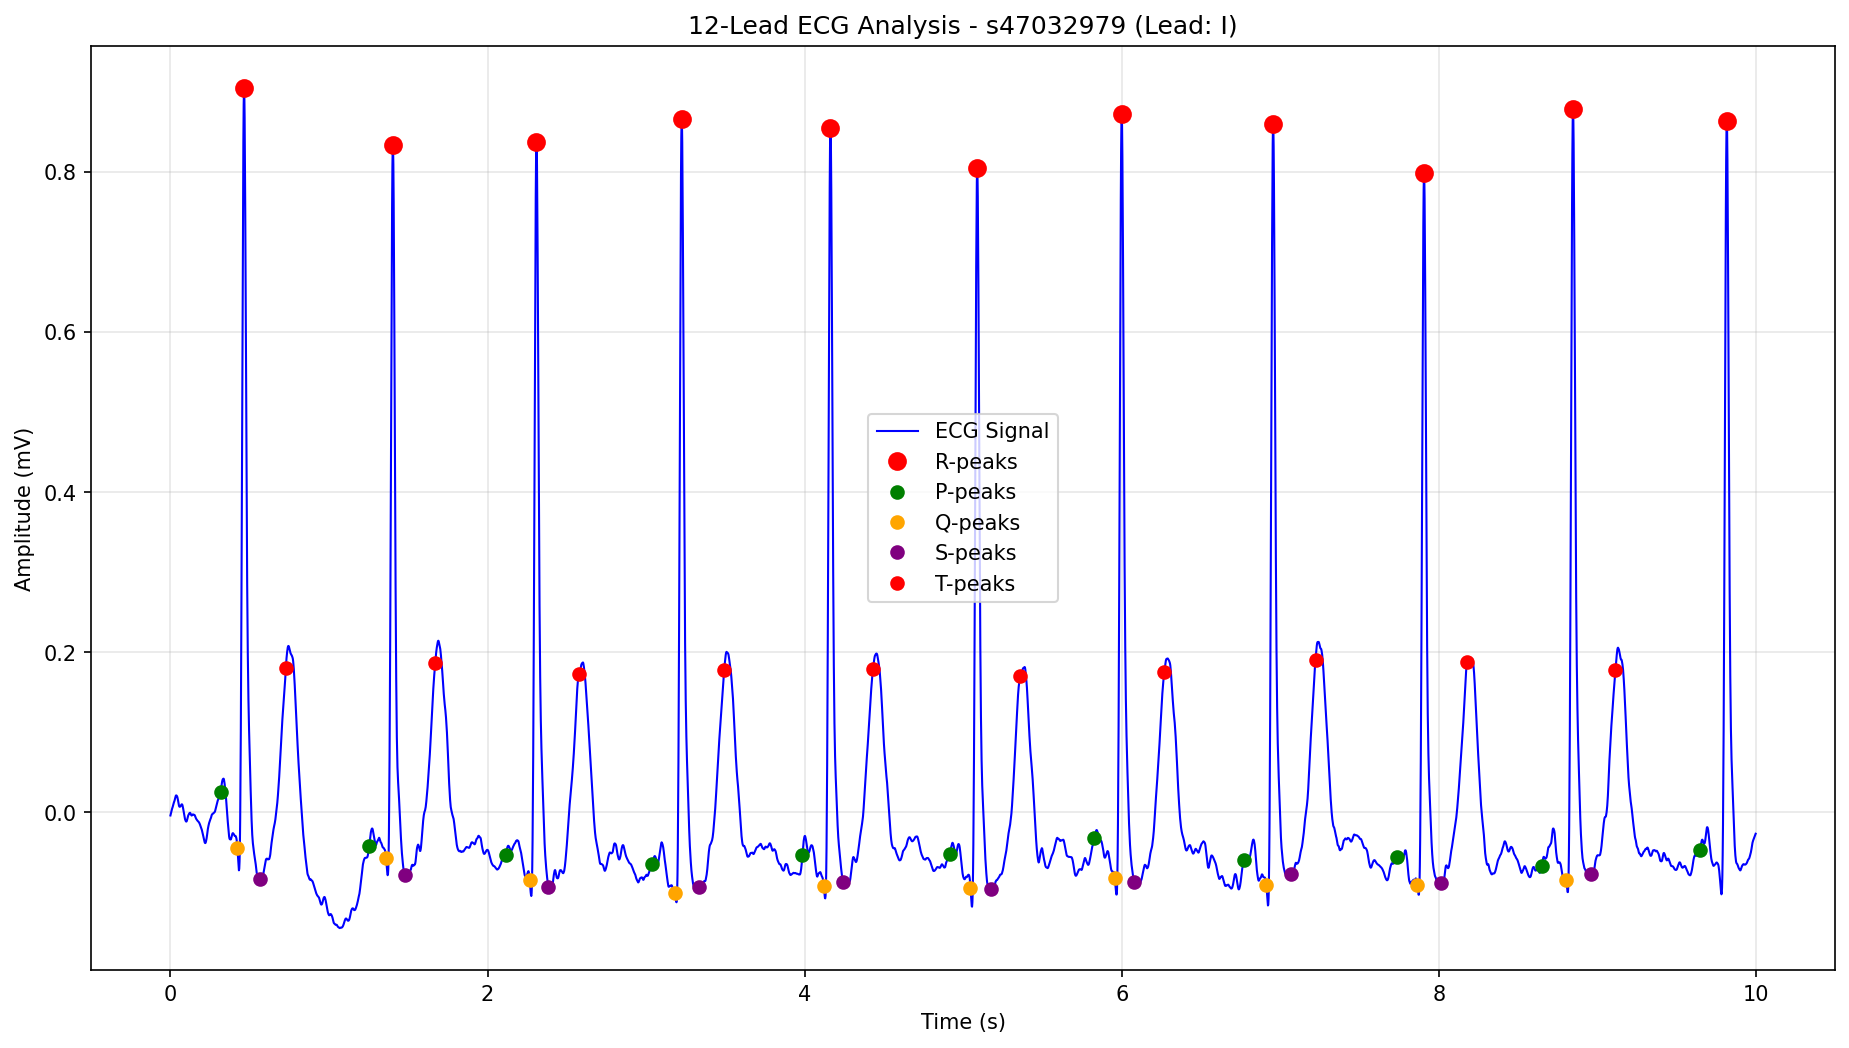 12-Lead ECG Analysis - s47032979 (Lead: I)
Amplitude (mV)
0.8
0.6
0.4
0.2
0.0
ECG Signal
R-peaks
P-peaks
Q-peaks
S-peaks
T-peaks
0 2 4 6 8 10
Time (s)